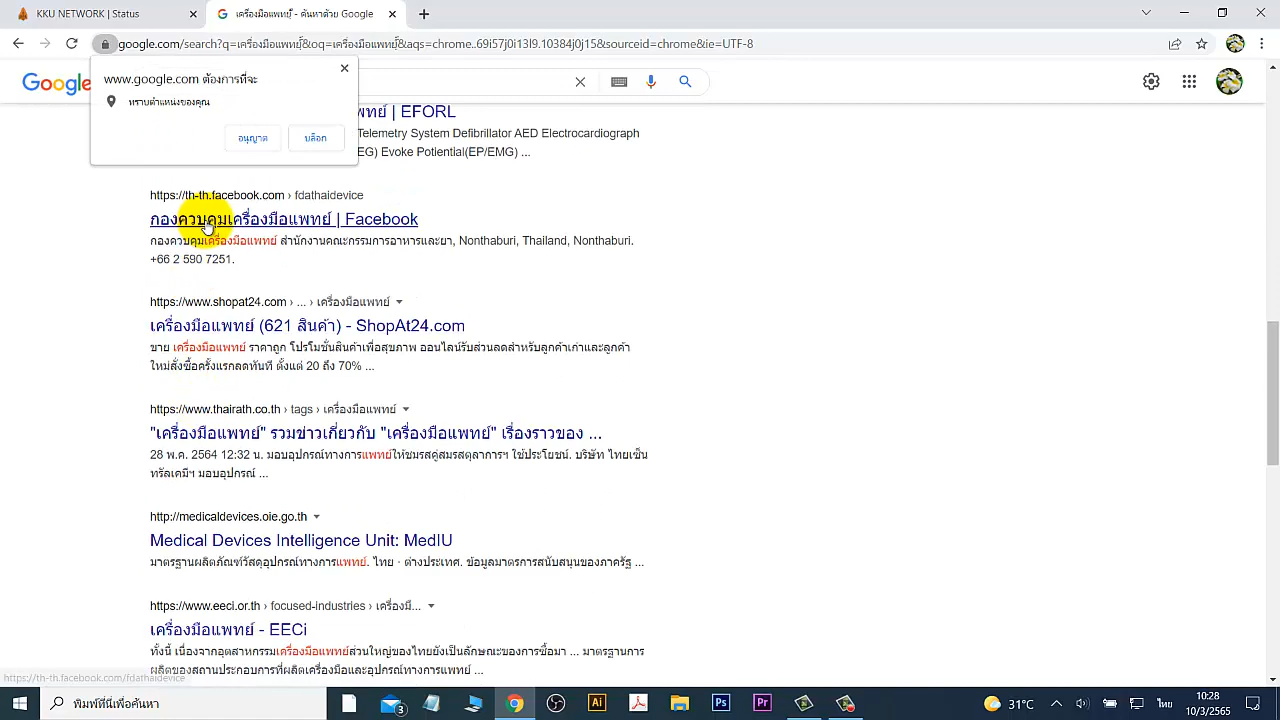 KKU NETWORK | Status
เครื่องมือแพทย์ - ค้นหาด้วย Google
google.com/search?q=เครื่องมือแพทย์&oq=เครื่องมือแพทย์&aqs=chrome..69i57j0i13l9.10384j0j15&sourceid=chrome&ie=UTF-8
www.google.com ต้องการที่จะ
ทราบตำแหน่งของคุณ
อนุญาต
บล็อก
Google
พทย์ | EFORL
Telemetry System Defibrillator AED Electrocardiograph
EG) Evoke Potential(EP/EMG) ...
https://th-th.facebook.com › fdathaidevice
กองควบคุมเครื่องมือแพทย์ | Facebook
กองควบคุมเครื่องมือแพทย์ สำนักงานคณะกรรมการอาหารและยา, Nonthaburi, Thailand, Nonthaburi.
+66 2 590 7251.
https://www.shopat24.com › ... › เครื่องมือแพทย์
เครื่องมือแพทย์ (621 สินค้า) - ShopAt24.com
ขาย เครื่องมือแพทย์ ราคาถูก โปรโมชั่นสินค้าเพื่อสุขภาพ ออนไลน์รับส่วนลดสำหรับลูกค้าเก่าและลูกค้า
ใหม่สั่งซื้อครั้งแรกลดทันที ตั้งแต่ 20 ถึง 70% ...
https://www.thairath.co.th › tags › เครื่องมือแพทย์
"เครื่องมือแพทย์" รวมข่าวเกี่ยวกับ "เครื่องมือแพทย์" เรื่องราวของ ...
28 พ.ค. 2564 12:32 น. มอบอุปกรณ์ทางการแพทย์ให้ชมรสคู่สมรสตุลาการฯ ใช้ประโยชน์. บริษัท ไทยเซ็น
ทรัลเคมีฯ มอบอุปกรณ์ ...
http://medicaldevices.oie.go.th
Medical Devices Intelligence Unit: MedIU
มาตรฐานผลิตภัณฑ์วัสดุอุปกรณ์ทางการแพทย์. ไทย · ต่างประเทศ. ข้อมูลมาตรการสนับสนุนของภาครัฐ ...
https://www.eeci.or.th › focused-industries › เครื่องมื...
เครื่องมือแพทย์ - EECi
ทั้งนี้ เนื่องจากอุตสาหกรรมเครื่องมือแพทย์ส่วนใหญ่ของไทยยังเป็นลักษณะของการซื้อมา ... มาตรฐานการ
ผลิตของสถานประกอบการที่ผลิตเครื่องมือและอุปกรณ์ทางการแพทย์ ...
https://th-th.facebook.com/fdathaidevice
พิมพ์ที่นี่เพื่อค้นหา
3
Ai
Ps
Pr
31°C
ไทย
10:28
10/3/2565